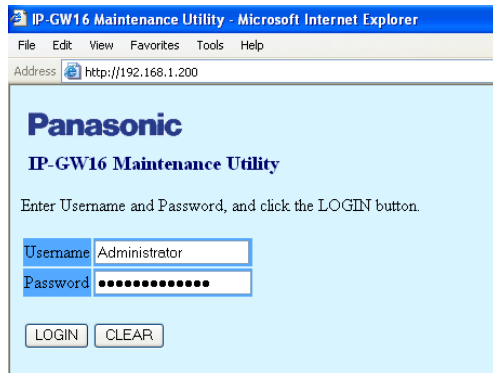 IP-GW16 Maintenance Utility - Microsoft Internet Explorer
File Edit View Favorites Tools Help
Address http://192.168.1.200
Panasonic
IP-GW16 Maintenance Utility
Enter Username and Password, and click the LOGIN button.
Username Administrator
Password ●●●●●●●●●●●●●
LOGIN CLEAR